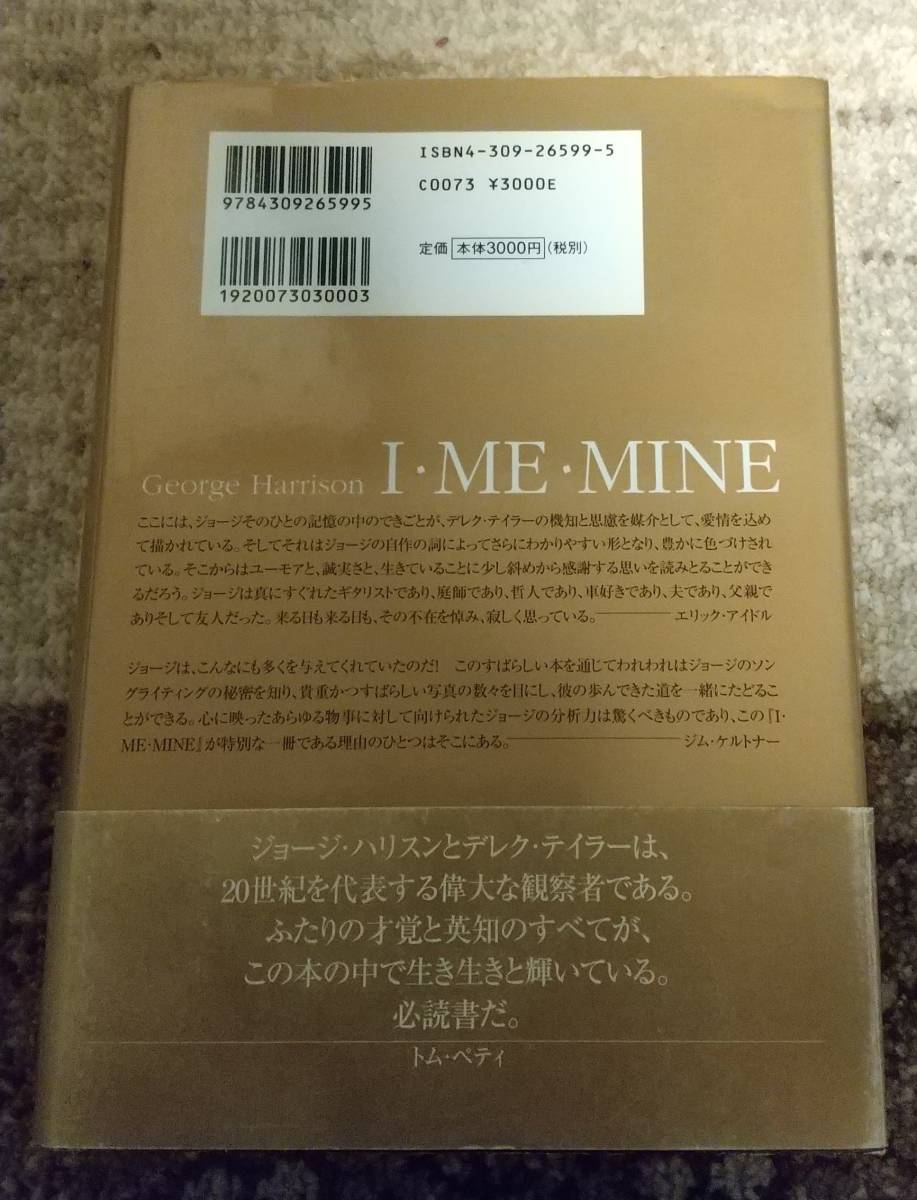 ISBN4-309-26599-5
C0073 ¥3000E
9784309265995
定価 本体3000円(税別)
1920073030003
George Harrison I・ME・MINE
ここには、ジョージそのひとの記憶の中のできごとが、デレク・テイラーの機知と思慮を媒介として、愛情を込め
て描かれている。そしてそれはジョージの自作の詞によってさらにわかりやすい形となり、豊かに色づけされ
ている。そこからはユーモアと、誠実さと、生きていることに少し斜めから感謝する思いを読みとることができ
るだろう。ジョージは真にすぐれたギタリストであり、庭師であり、哲人であり、車好きであり、夫であり、父親で
ありそして友人だった。来る日も来る日も、その不在を悼み、寂しく思っている。――――エリック・アイドル
ジョージは、こんなにも多くを与えてくれていたのだ! このすばらしい本を通じてわれわれはジョージのソン
グライティングの秘密を知り、貴重かつすばらしい写真の数々を目にし、彼の歩んできた道を一緒にたどるこ
とができる。心に映ったあらゆる物事に対して向けられたジョージの分析力は驚くべきものであり、この『I・
ME・MINE』が特別な一冊である理由のひとつはそこにある。――――――ジム・ケルトナー
ジョージ・ハリスンとデレク・テイラーは、
20世紀を代表する偉大な観察者である。
ふたりの才覚と英知のすべてが、
この本の中で生き生きと輝いている。
必読書だ。
トム・ペティ